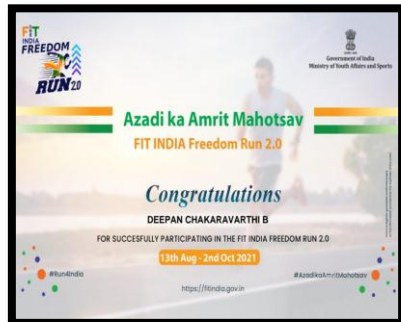 FIT
INDIA
FREEDOM
RUN 2.0
Government of India
Ministry of Youth Affairs and Sports
Azadi ka Amrit Mahotsav
FIT INDIA Freedom Run 2.0
Congratulations
DEEPAN CHAKARAVARTHI B
FOR SUCCESFULLY PARTICIPATING IN THE FIT INDIA FREEDOM RUN 2.0
13th Aug - 2nd Oct 2021
#Run4India
#AzadikaAmritMahotsav
https://fitindia.gov.in